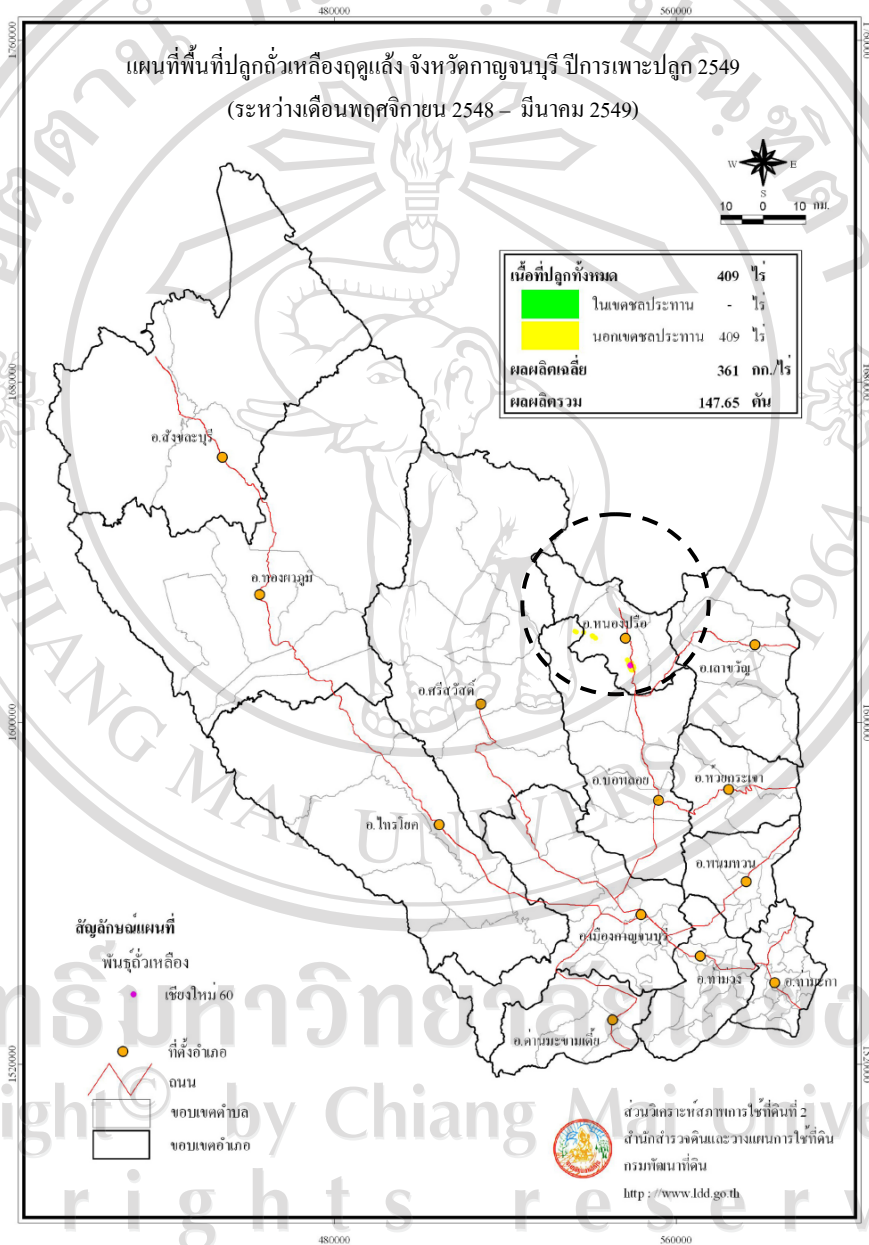 480000
560000
1760000
แผนที่พื้นที่ปลูกถั่วเหลืองฤดูแล้ง จังหวัดกาญจนบุรี ปีการเพาะปลูก 2549
(ระหว่างเดือนพฤศจิกายน 2548 – มีนาคม 2549)
W E
S
10 0 10 กม.
เนื้อที่ปลูกทั้งหมด 409 ไร่
ในเขตชลประทาน - ไร่
นอกเขตชลประทาน 409 ไร่
ผลผลิตเฉลี่ย 361 กก./ไร่
ผลผลิตรวม 147.65 ตัน
1680000
อ.สังขละบุรี
อ.ทองผาภูมิ
อ.หนองปรือ
อ.เลาขวัญ
อ.ศรีสวัสดิ์
1600000
อ.บ่อพลอย
อ.ห้วยกระเจา
อ.ไทรโยค
อ.พนมทวน
อ.เมืองกาญจนบุรี
อ.ท่าม่วง
อ.ท่ามะกา
อ.ด่านมะขามเตี้ย
สัญลักษณ์แผนที่
พันธุ์ถั่วเหลือง
เชียงใหม่ 60
ที่ตั้งอำเภอ
ถนน
ขอบเขตตำบล
ขอบเขตอำเภอ
1520000
1520000
ส่วนวิเคราะห์สภาพการใช้ที่ดินที่ 2
สำนักสำรวจดินและวางแผนการใช้ที่ดิน
กรมพัฒนาที่ดิน
http : //www.ldd.go.th
480000
560000
CHIANG MAI UNIVERSITY 1964
by Chiang Mai
rights reser